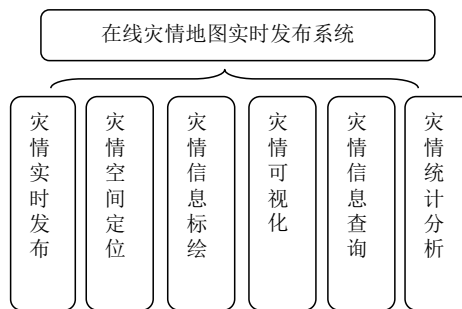 在线灾情地图实时发布系统
灾情实时发布
灾情空间定位
灾情信息标绘
灾情可视化
灾情信息查询
灾情统计分析